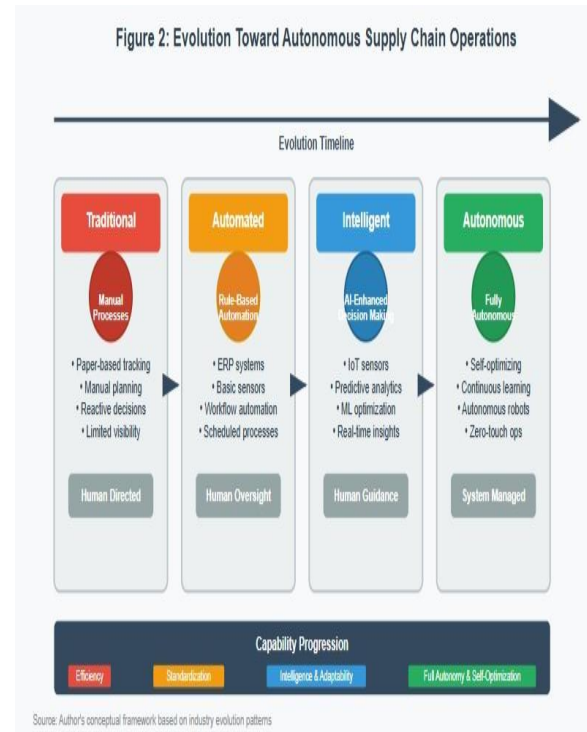 Figure 2: Evolution Toward Autonomous Supply Chain Operations
Evolution Timeline
Traditional
Manual
Processes
• Paper-based tracking
• Manual planning
• Reactive decisions
• Limited visibility
Human Directed
Automated
Rule-Based
Automation
• ERP systems
• Basic sensors
• Workflow automation
• Scheduled processes
Human Oversight
Intelligent
AI-Enhanced
Decision Making
• IoT sensors
• Predictive analytics
• ML optimization
• Real-time insights
Human Guidance
Autonomous
Fully
Autonomous
• Self-optimizing
• Continuous learning
• Autonomous robots
• Zero-touch ops
System Managed
Capability Progression
Efficiency
Standardization
Intelligence & Adaptability
Full Autonomy & Self-Optimization
Source: Author's conceptual framework based on industry evolution patterns